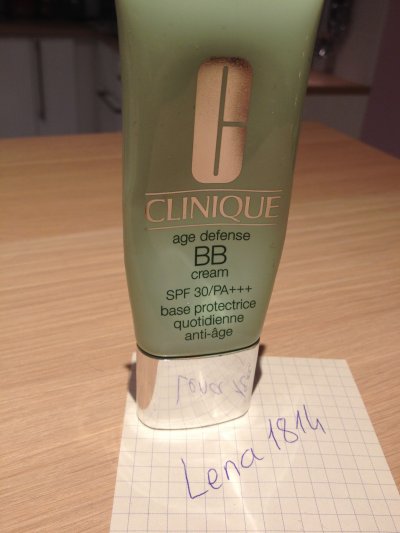 CLINIQUE
age defense
BB
cream
SPF 30/PA+++
base protectrice
quotidienne
anti-âge
Lena 1814